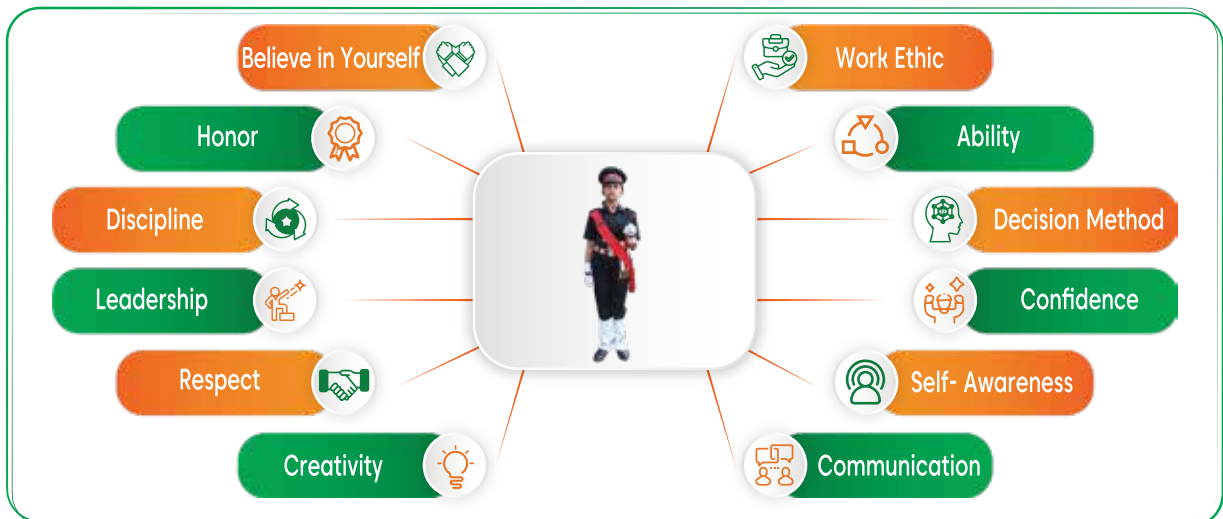 Believe in Yourself
Honor
Discipline
Leadership
Respect
Creativity
Work Ethic
Ability
Decision Method
Confidence
Self- Awareness
Communication